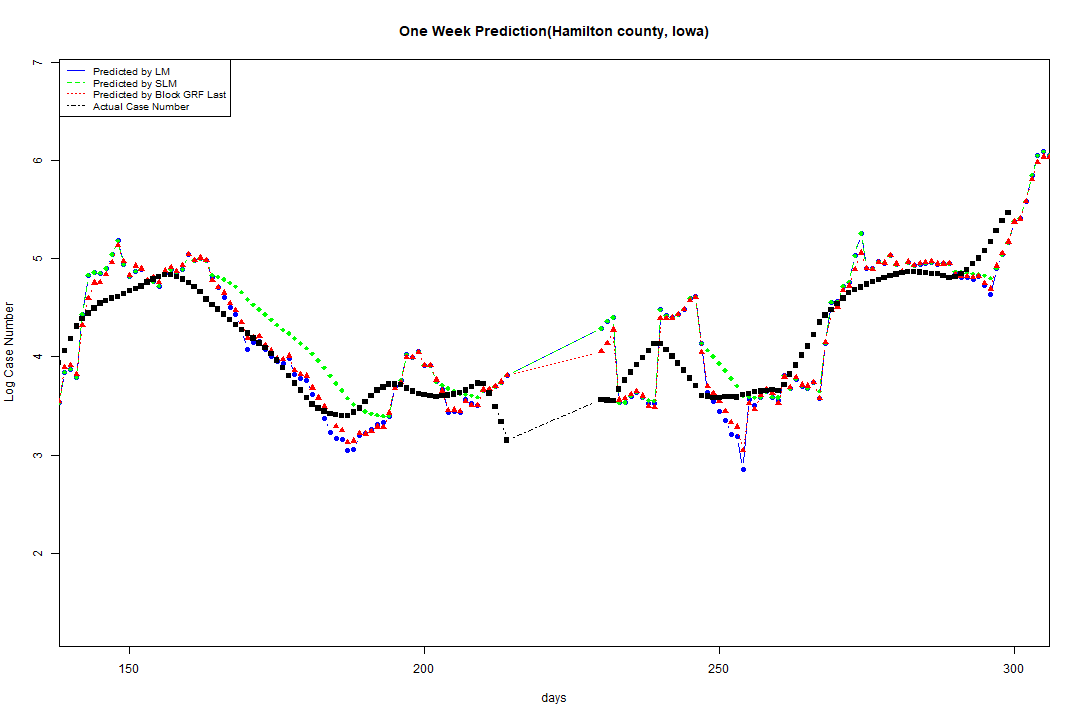 One Week Prediction(Hamilton county, Iowa)
Predicted by LM
Predicted by SLM
Predicted by Block GRF Last
Actual Case Number
7
6
5
4
3
2
Log Case Number
150 200 250 300
days